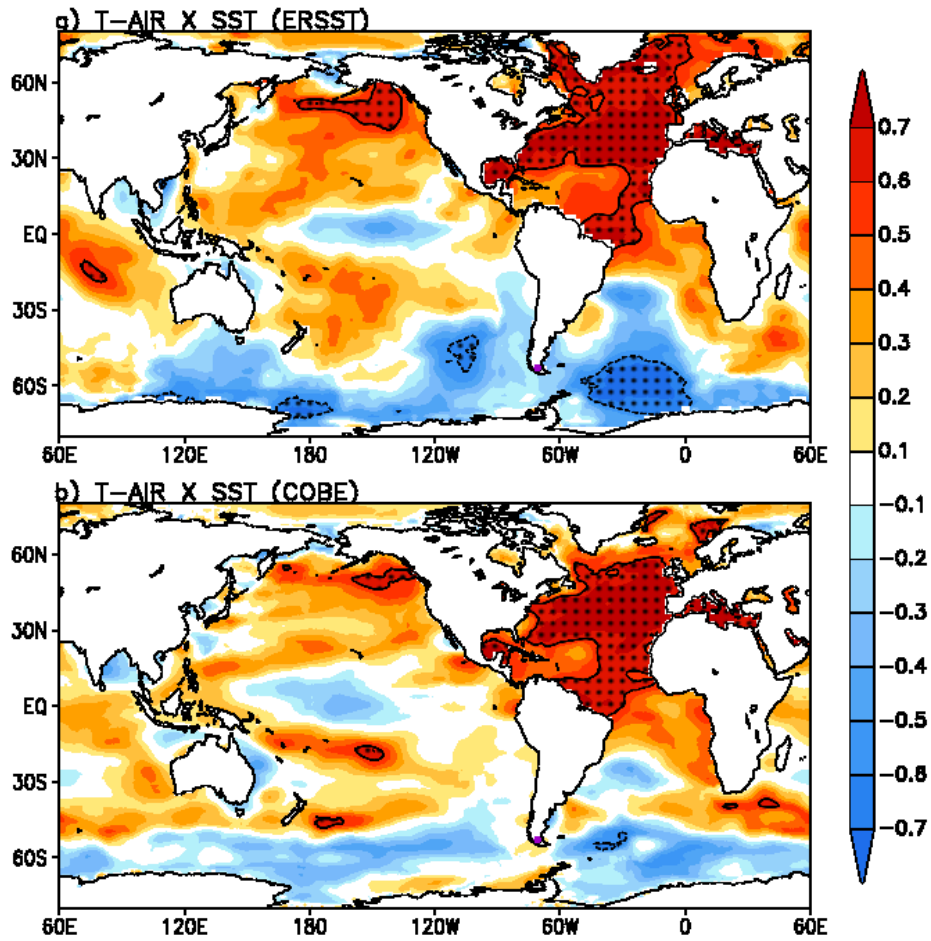 a) T-AIR X SST (ERSST)
60N
30N
EQ
30S
60S
60E 120E 180 120W 60W 0 60E
b) T-AIR X SST (COBE)
60N
30N
EQ
30S
60S
60E 120E 180 120W 60W 0 60E
0.7
0.6
0.5
0.4
0.3
0.2
0.1
-0.1
-0.2
-0.3
-0.4
-0.5
-0.8
-0.7